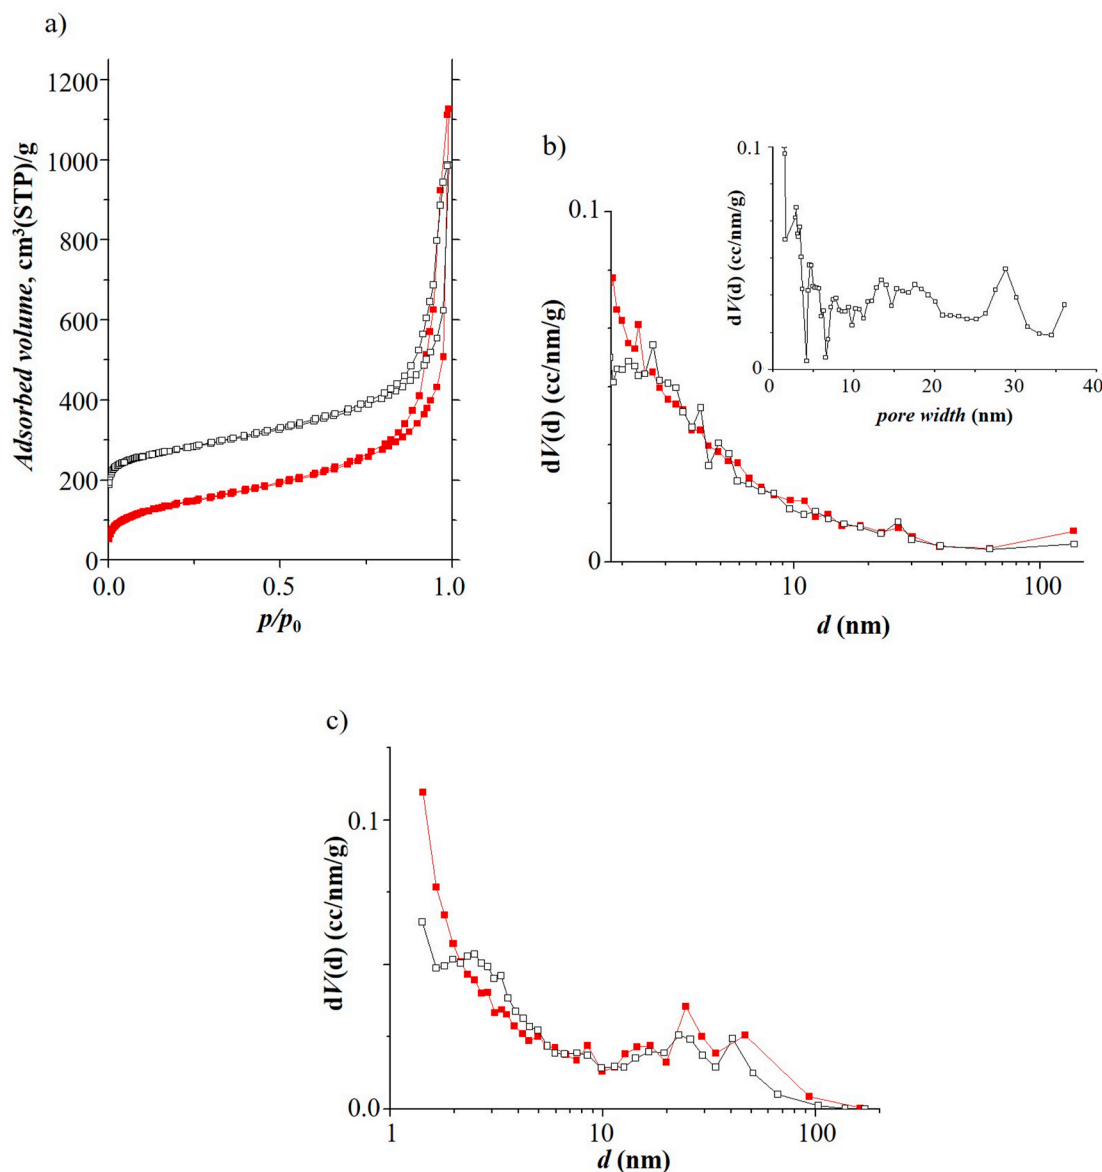 a)
1200
1000
800
600
400
200
0
Adsorbed volume, cm³(STP)/g
0.0
0.5
1.0
p/p₀
b)
0.1
0
dV(d) (cc/nm/g)
10
100
d (nm)
0.1
0
dV(d) (cc/nm/g)
0
10
20
30
40
pore width (nm)
c)
0.1
0.0
dV(d) (cc/nm/g)
1
10
100
d (nm)